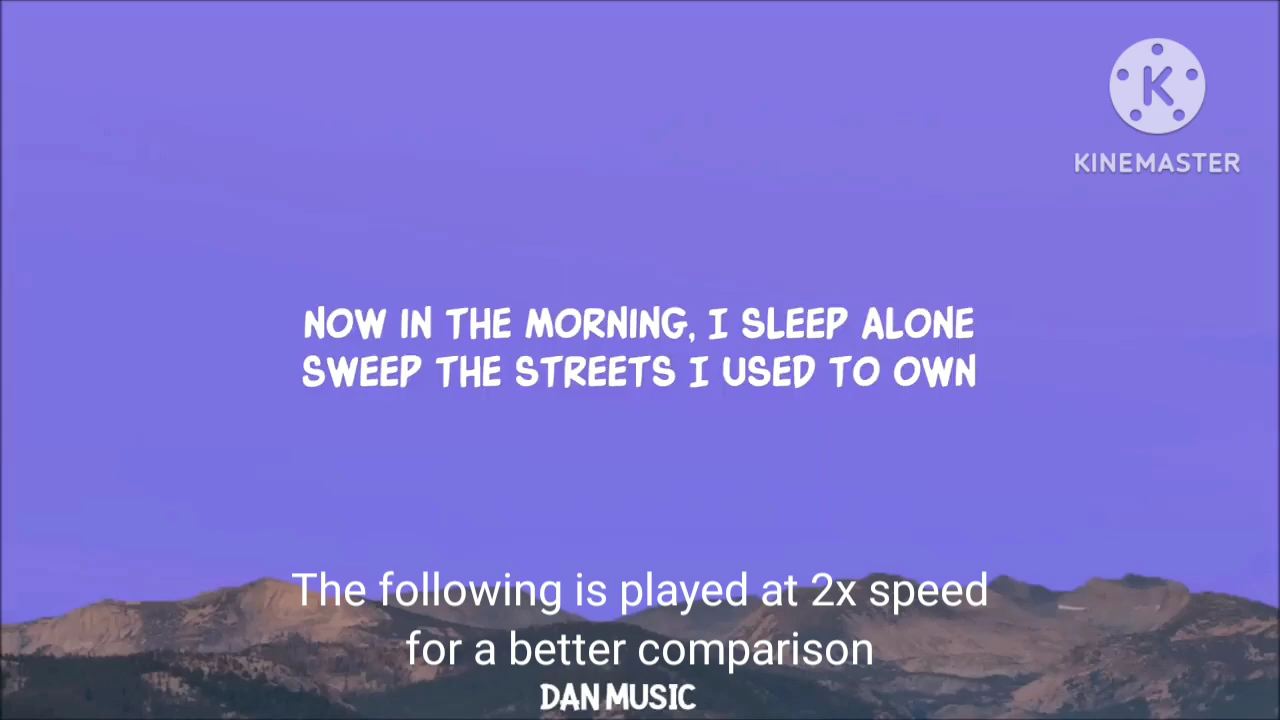 K
KINEMASTER
NOW IN THE MORNING, I SLEEP ALONE
SWEEP THE STREETS I USED TO OWN
The following is played at 2x speed
for a better comparison
DAN MUSIC